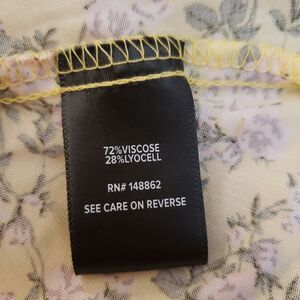 72%VISCOSE
28%LYOCELL
RN# 148862
SEE CARE ON REVERSE